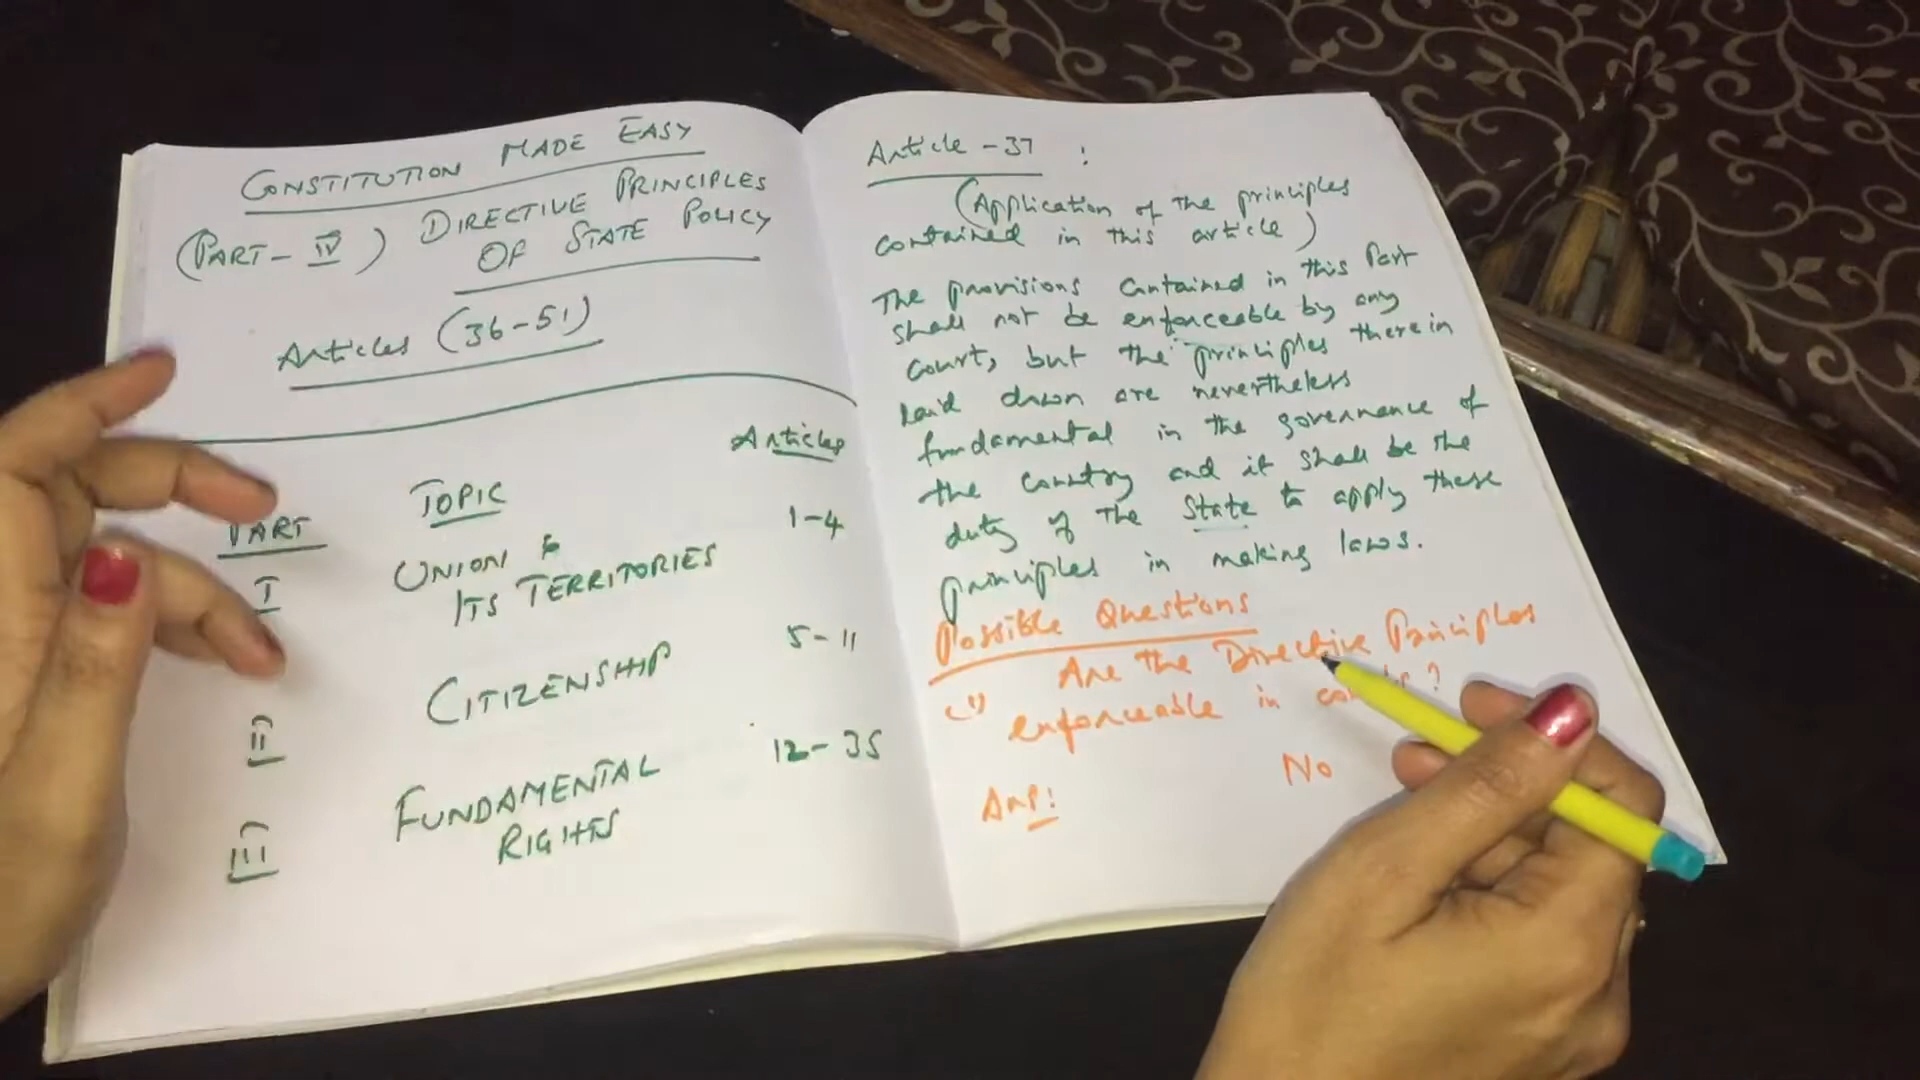 CONSTITUTION MADE EASY
(PART-IV) DIRECTIVE PRINCIPLES
OF STATE POLICY
Articles (36-51)
PART TOPIC Articles
I UNION & 1-4
ITS TERRITORIES
II CITIZENSHIP 5-11
III FUNDAMENTAL 12-35
RIGHTS
Article-37 :
(Application of the principles
contained in this article)
The provisions contained in this Part
shall not be enforceable by any
court, but the principles therein
laid down are nevertheless
fundamental in the governance of
the country and it shall be the
duty of the State to apply these
principles in making laws.
Possible Questions
(1) Are the Directive Principles
enforceable in ?
Ans: No